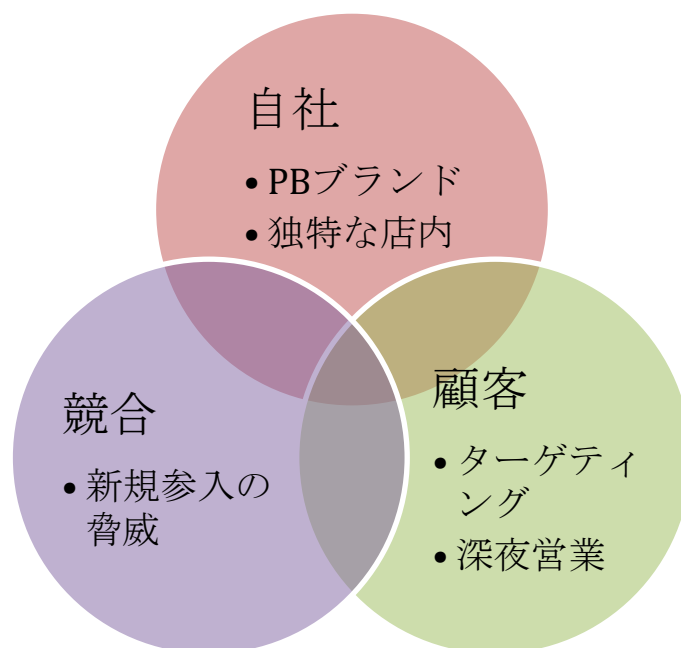 自社
• PBブランド
• 独特な店内
競合
• 新規参入の
脅威
顧客
• ターゲティ
ング
• 深夜営業